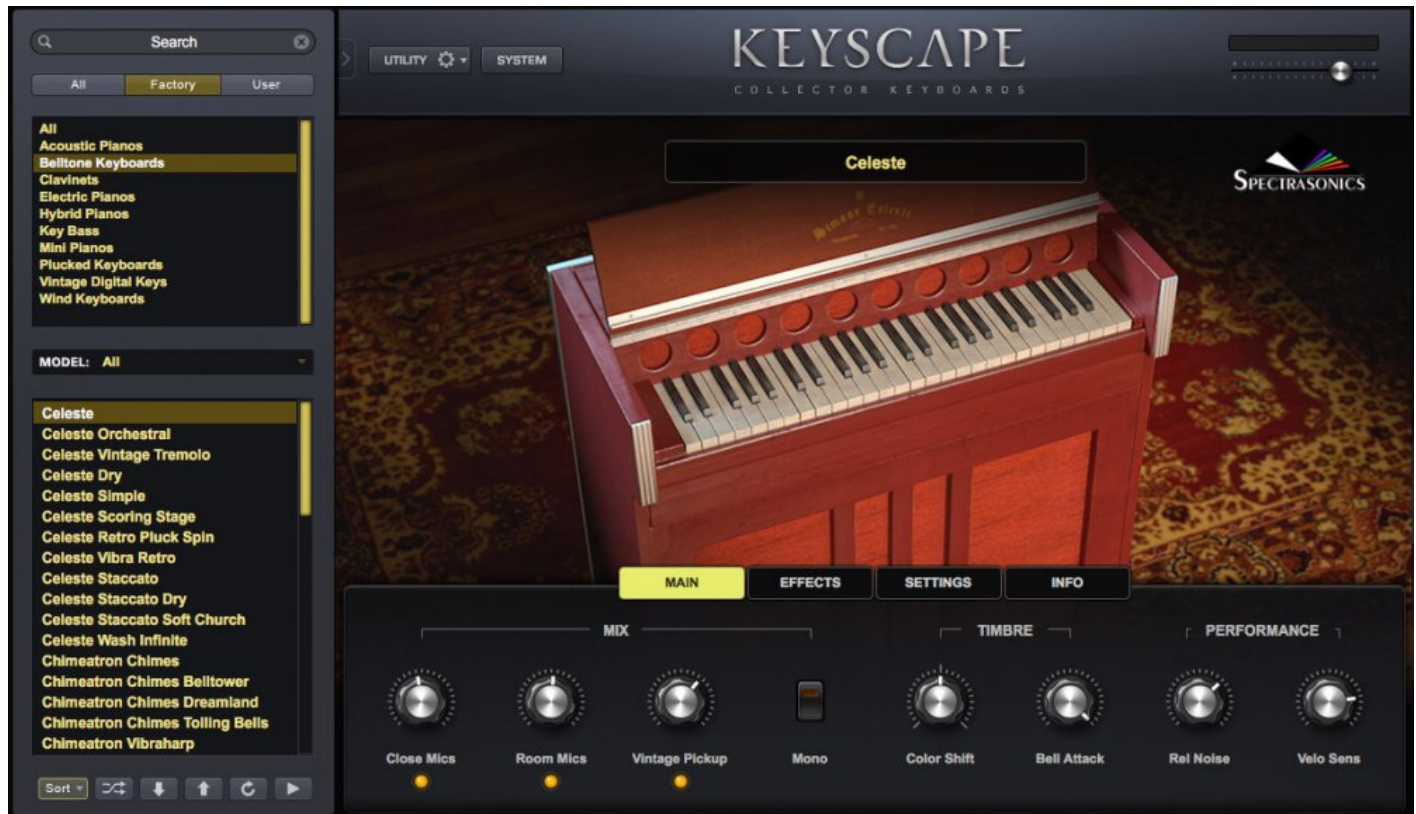 Search
All Factory User
All
Acoustic Pianos
Belltone Keyboards
Clavinets
Electric Pianos
Hybrid Pianos
Key Bass
Mini Pianos
Plucked Keyboards
Vintage Digital Keys
Wind Keyboards
MODEL: All
Celeste
Celeste Orchestral
Celeste Vintage Tremolo
Celeste Dry
Celeste Simple
Celeste Scoring Stage
Celeste Retro Pluck Spin
Celeste Vibra Retro
Celeste Staccato
Celeste Staccato Dry
Celeste Staccato Soft Church
Celeste Wash Infinite
Chimeatron Chimes
Chimeatron Chimes Belltower
Chimeatron Chimes Dreamland
Chimeatron Chimes Tolling Bells
Chimeatron Vibraharp
Sort
UTILITY SYSTEM
KEYSCAPE
COLLECTOR KEYBOARDS
Celeste
SPECTRASONICS
MAIN EFFECTS SETTINGS INFO
MIX TIMBRE PERFORMANCE
Close Mics Room Mics Vintage Pickup Mono Color Shift Bell Attack Rel Noise Velo Sens